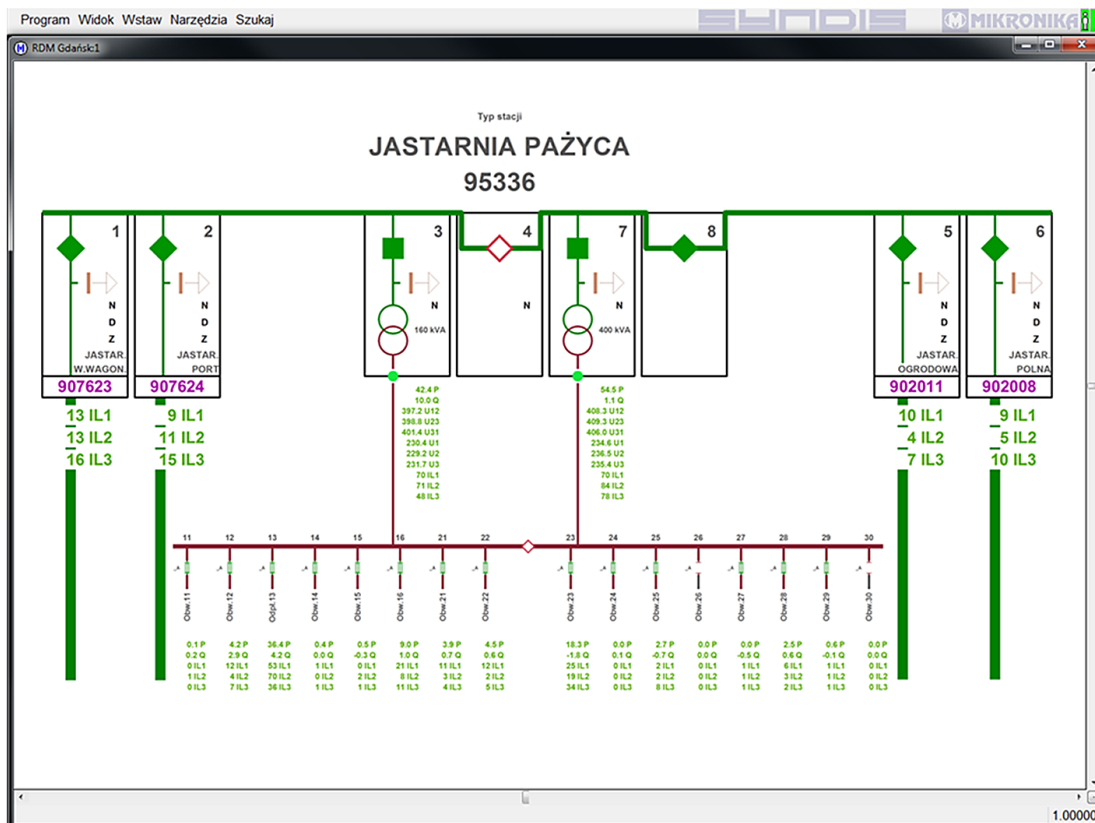 Program Widok Wstaw Narzędzia Szukaj
SYNDIS
MIKRONIKA
RDM Gdańsk:1
Typ stacji
JASTARNIA PAŻYCA
95336
1 2 3 4 7 8 5 6
N N N N N N N
D D D D
Z Z Z Z
160 kVA 400 kVA
JASTAR. JASTAR. JASTAR. JASTAR.
W.WAGON. PORT OGRODOWA POLNA
907623 907624 902011 902008
13 IL1 9 IL1 10 IL1 9 IL1
13 IL2 11 IL2 4 IL2 5 IL2
16 IL3 15 IL3 7 IL3 10 IL3
42.4 P 54.5 P
10.0 Q 1.1 Q
397.2 U12 408.3 U12
398.8 U23 409.3 U23
401.4 U31 406.0 U31
230.4 U1 234.6 U1
229.2 U2 236.5 U2
231.7 U3 235.4 U3
70 IL1 70 IL1
71 IL2 84 IL2
48 IL3 78 IL3
11 12 13 14 15 16 21 22 23 24 25 26 27 28 29 30
Obw.11 Obw.12 Odpł.13 Obw.14 Obw.15 Obw.16 Obw.21 Obw.22 Obw.23 Obw.24 Obw.25 Obw.26 Obw.27 Obw.28 Obw.29 Obw.30
0.1 P 4.2 P 36.4 P 0.4 P 0.5 P 9.0 P 3.9 P 4.5 P 18.3 P 0.0 P 2.7 P 0.0 P 0.0 P 2.5 P 0.6 P 0.0 P
0.2 Q 2.9 Q 4.2 Q 0.0 Q -0.3 Q 1.0 Q 0.7 Q 0.6 Q -1.8 Q 0.1 Q -0.7 Q 0.0 Q -0.5 Q 0.6 Q -0.1 Q 0.0 Q
0 IL1 12 IL1 53 IL1 1 IL1 0 IL1 21 IL1 11 IL1 12 IL1 25 IL1 0 IL1 2 IL1 0 IL1 1 IL1 6 IL1 1 IL1 0 IL1
1 IL2 4 IL2 70 IL2 0 IL2 2 IL2 8 IL2 3 IL2 2 IL2 19 IL2 0 IL2 2 IL2 0 IL2 1 IL2 3 IL2 1 IL2 0 IL2
0 IL3 7 IL3 36 IL3 1 IL3 1 IL3 11 IL3 4 IL3 5 IL3 34 IL3 0 IL3 8 IL3 0 IL3 1 IL3 2 IL3 1 IL3 0 IL3
1.00000